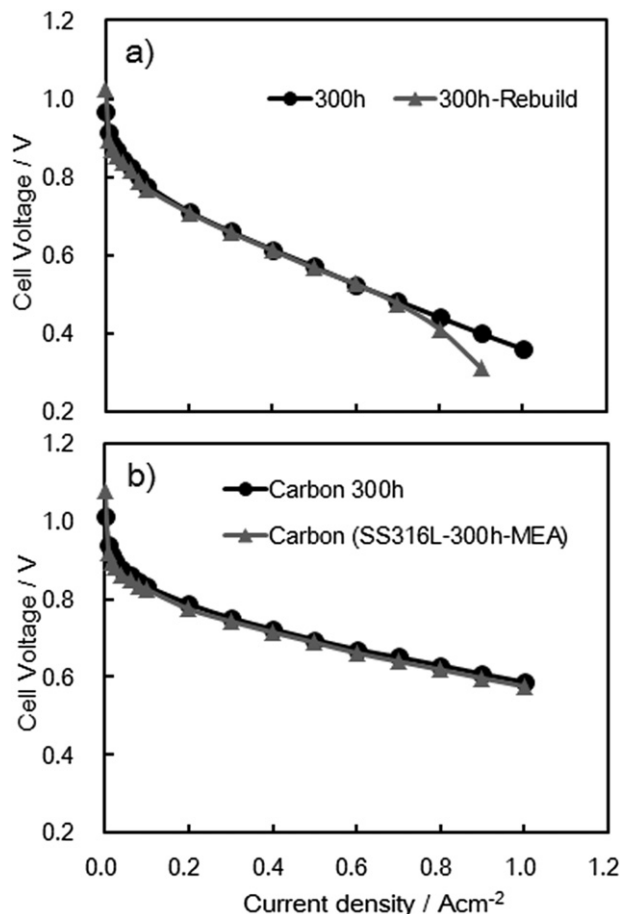 1.2
a)
300h 300h-Rebuild
1.0
0.8
0.6
0.4
0.2
Cell Voltage / V
1.2
b)
Carbon 300h
Carbon (SS316L-300h-MEA)
1.0
0.8
0.6
0.4
0.2
Cell Voltage / V
0.0 0.2 0.4 0.6 0.8 1.0 1.2
Current density / Acm⁻²